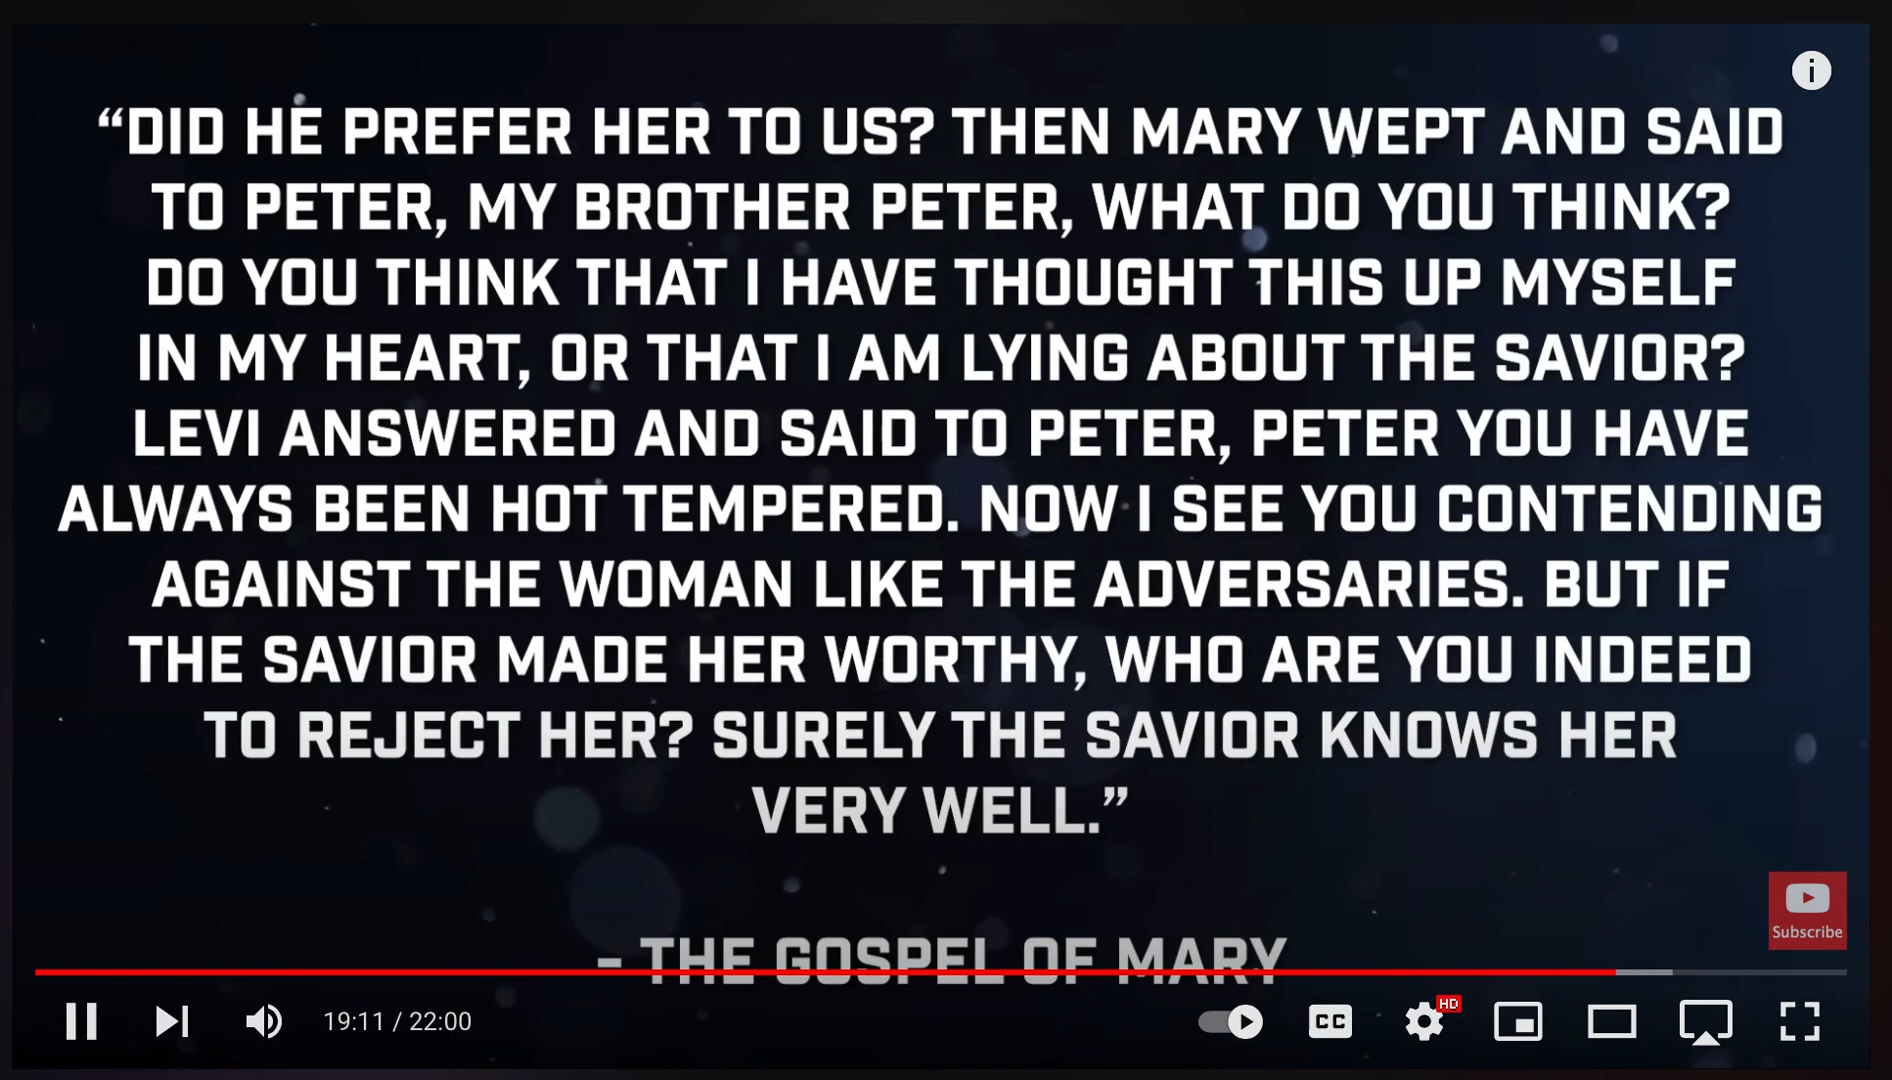 “DID HE PREFER HER TO US? THEN MARY WEPT AND SAID
TO PETER, MY BROTHER PETER, WHAT DO YOU THINK?
DO YOU THINK THAT I HAVE THOUGHT THIS UP MYSELF
IN MY HEART, OR THAT I AM LYING ABOUT THE SAVIOR?
LEVI ANSWERED AND SAID TO PETER, PETER YOU HAVE
ALWAYS BEEN HOT TEMPERED. NOW I SEE YOU CONTENDING
AGAINST THE WOMAN LIKE THE ADVERSARIES. BUT IF
THE SAVIOR MADE HER WORTHY, WHO ARE YOU INDEED
TO REJECT HER? SURELY THE SAVIOR KNOWS HER
VERY WELL.”
Subscribe
– THE GOSPEL OF MARY
19:11 / 22:00
CC
HD